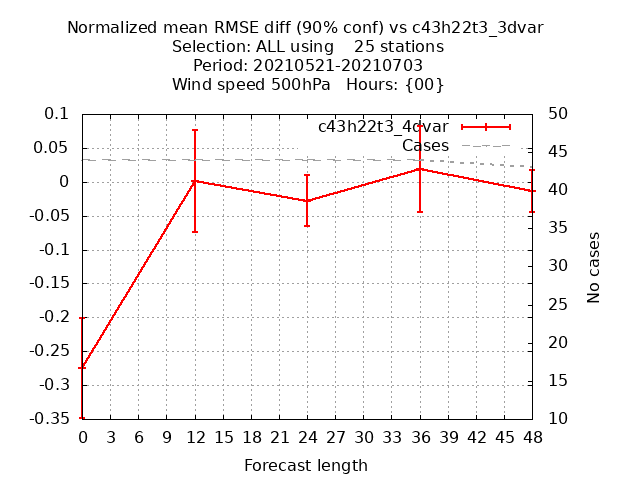 Normalized mean RMSE diff (90% conf) vs c43h22t3_3dvar
Selection: ALL using    25 stations
Period: 20210521-20210703
Wind speed 500hPa   Hours: {00}
c43h22t3_4dvar
Cases
0.1
0.05
0
-0.05
-0.1
-0.15
-0.2
-0.25
-0.3
-0.35
50
45
40
35
30
25
20
15
10
No cases
0 3 6 9 12 15 18 21 24 27 30 33 36 39 42 45 48
Forecast length